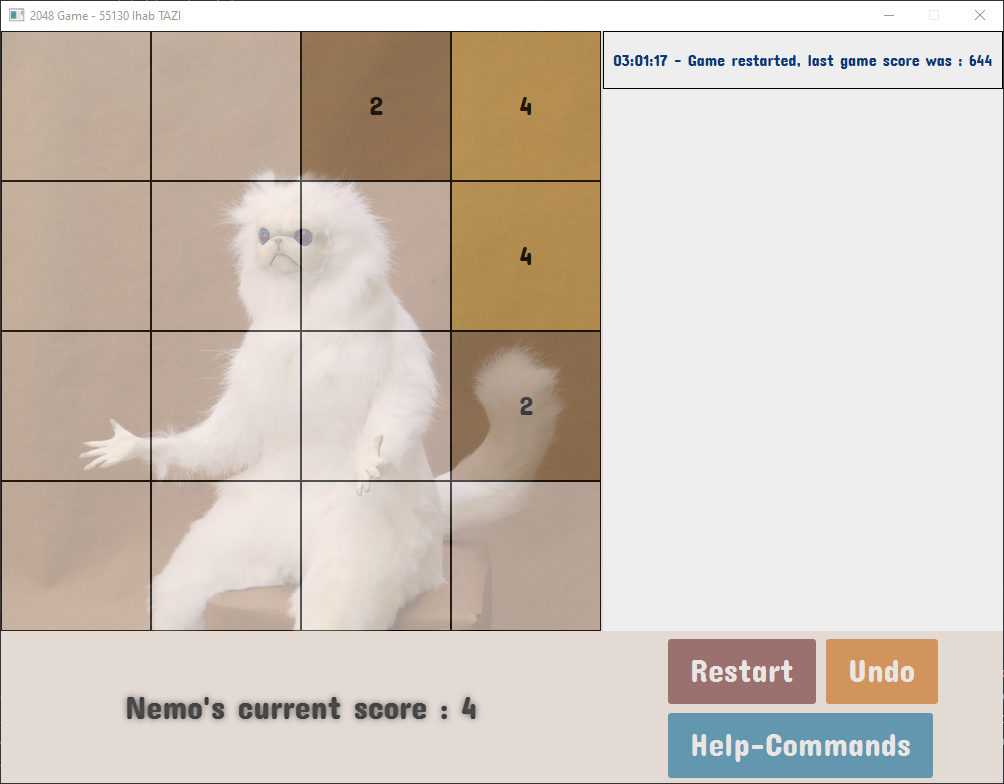 2048 Game - 55130 Ihab TAZI
03:01:17 - Game restarted, last game score was : 644
2 4
4
2
Nemo's current score : 4
Restart Undo
Help-Commands